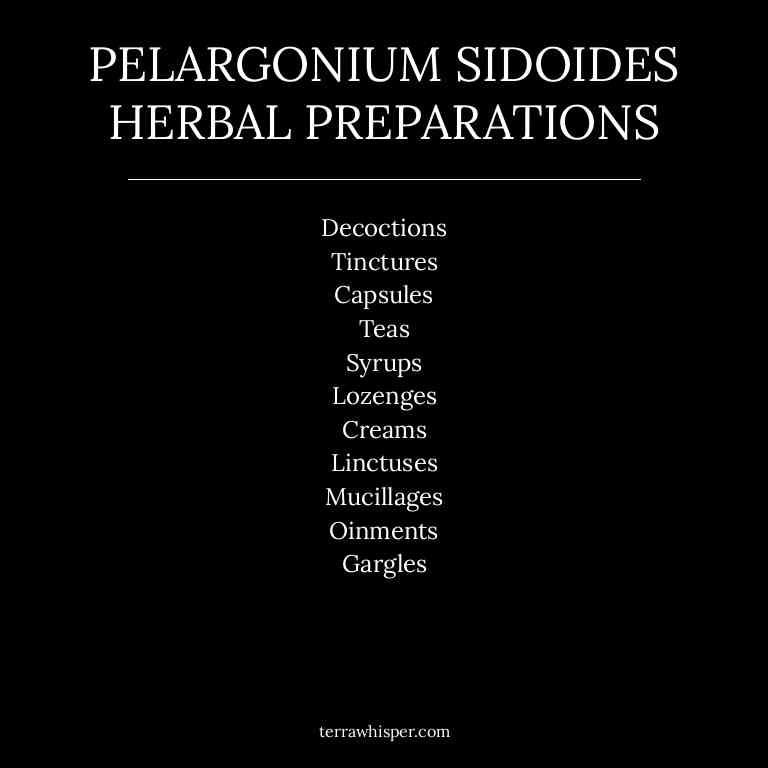 PELARGONIUM SIDOIDES
HERBAL PREPARATIONS
Decoctions
Tinctures
Capsules
Teas
Syrups
Lozenges
Creams
Linctuses
Mucillages
Oinments
Gargles
terrawhisper.com